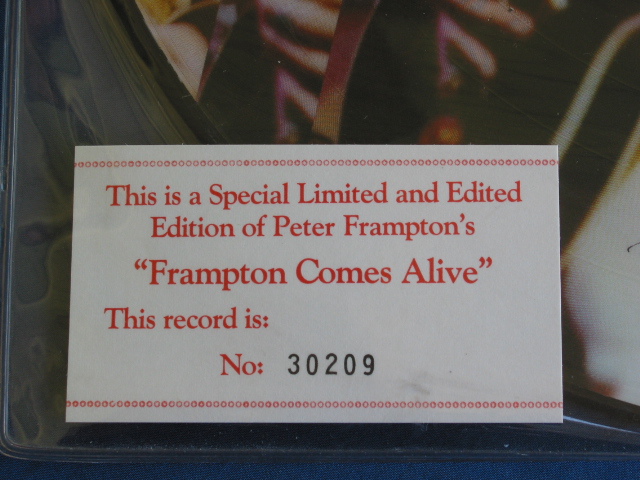 This is a Special Limited and Edited
Edition of Peter Frampton's
“Frampton Comes Alive”
This record is:
No: 30209